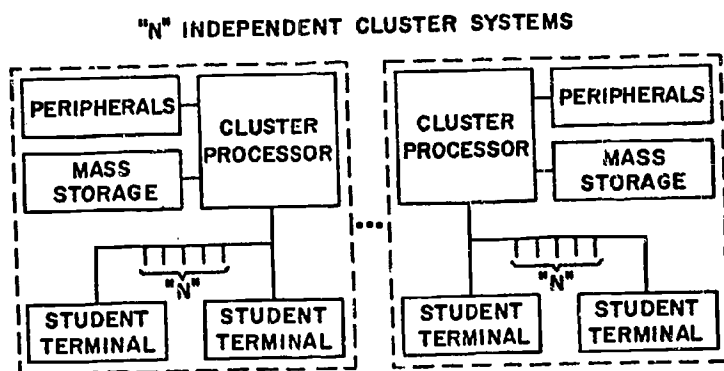 "N" INDEPENDENT CLUSTER SYSTEMS
PERIPHERALS
CLUSTER
PROCESSOR
MASS
STORAGE
"N"
STUDENT
TERMINAL
STUDENT
TERMINAL
CLUSTER
PROCESSOR
PERIPHERALS
MASS
STORAGE
"N"
STUDENT
TERMINAL
STUDENT
TERMINAL